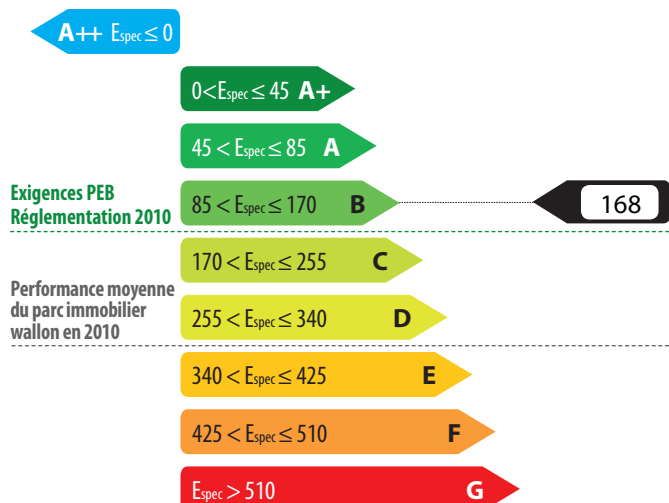 A++ Espec ≤ 0
0<Espec ≤ 45 A+
45 < Espec ≤ 85 A
Exigences PEB
Réglementation 2010
85 < Espec ≤ 170 B
168
170 < Espec ≤ 255 C
Performance moyenne
du parc immobilier
wallon en 2010
255 < Espec ≤ 340 D
340 < Espec ≤ 425 E
425 < Espec ≤ 510 F
Espec > 510 G